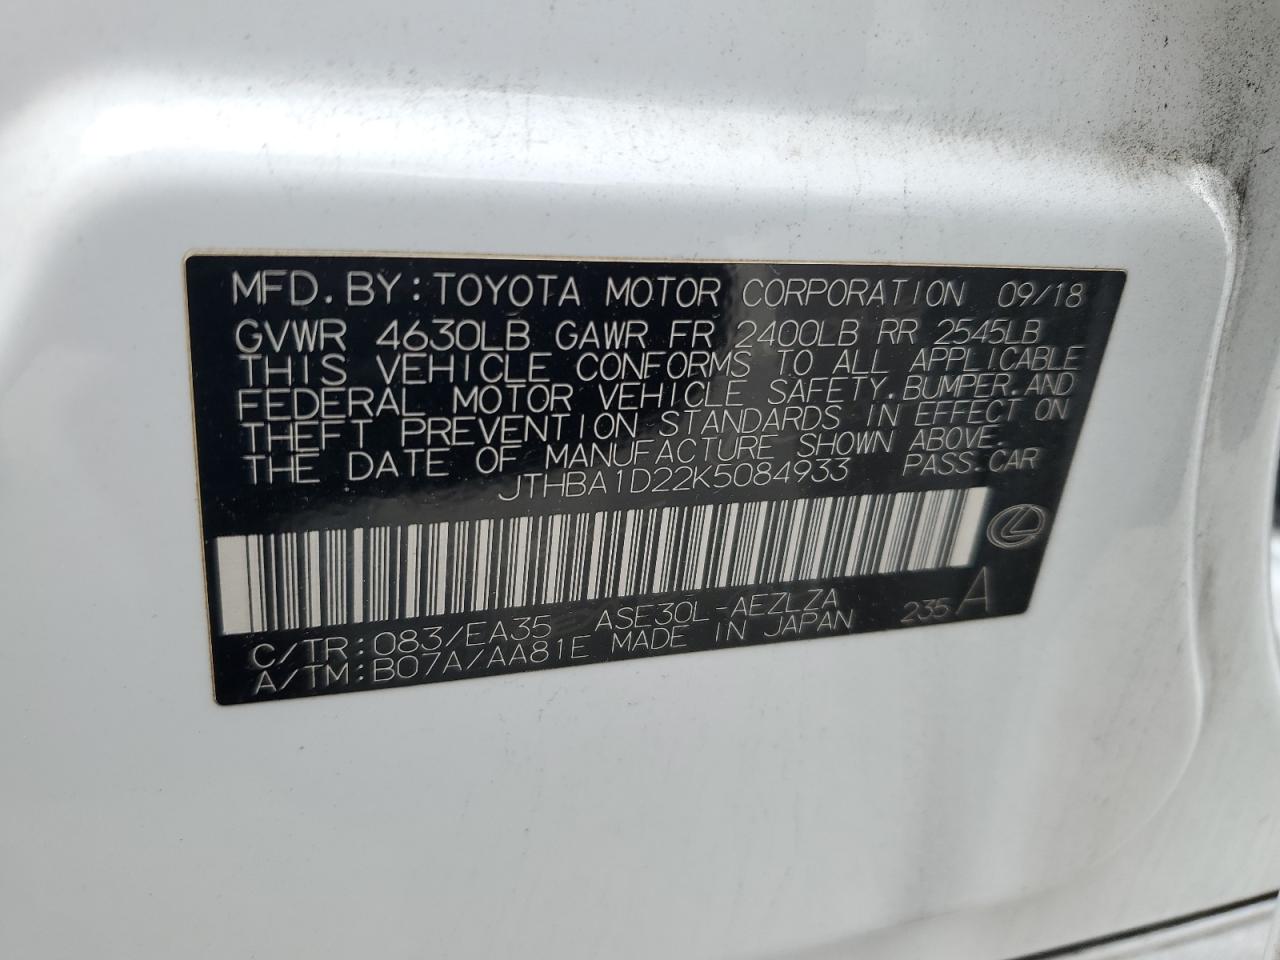 MFD. BY: TOYOTA MOTOR CORPORATION 09/18
GVWR 4630LB GAWR FR 2400LB RR 2545LB
THIS VEHICLE CONFORMS TO ALL APPLICABLE
FEDERAL MOTOR VEHICLE SAFETY, BUMPER, AND
THEFT PREVENTION STANDARDS IN EFFECT ON
THE DATE OF MANUFACTURE SHOWN ABOVE.
JTHBA1D22K5084933 PASS. CAR
C/TR: 083/EA35 ASE30L-AEZLZA 235 A
A/TM: B07A/AA81E MADE IN JAPAN